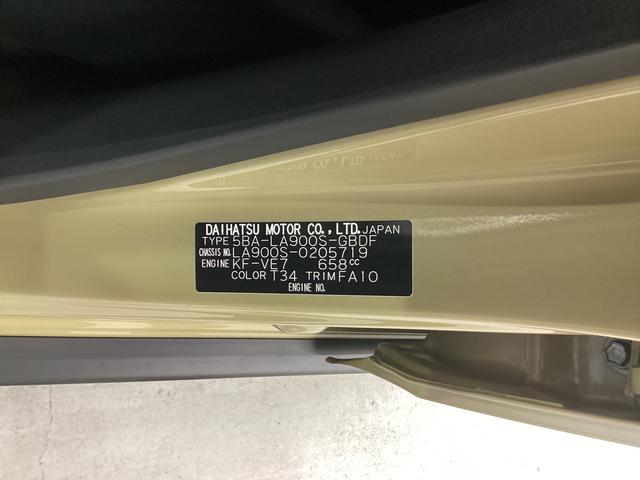 DAIHATSU MOTOR CO., LTD. JAPAN
TYPE 5BA-LA900S-GBDF
CHASSIS NO. LA900S-0205719
ENGINE KF-VE7 658cc
COLOR T34 TRIM FA10
ENGINE NO.